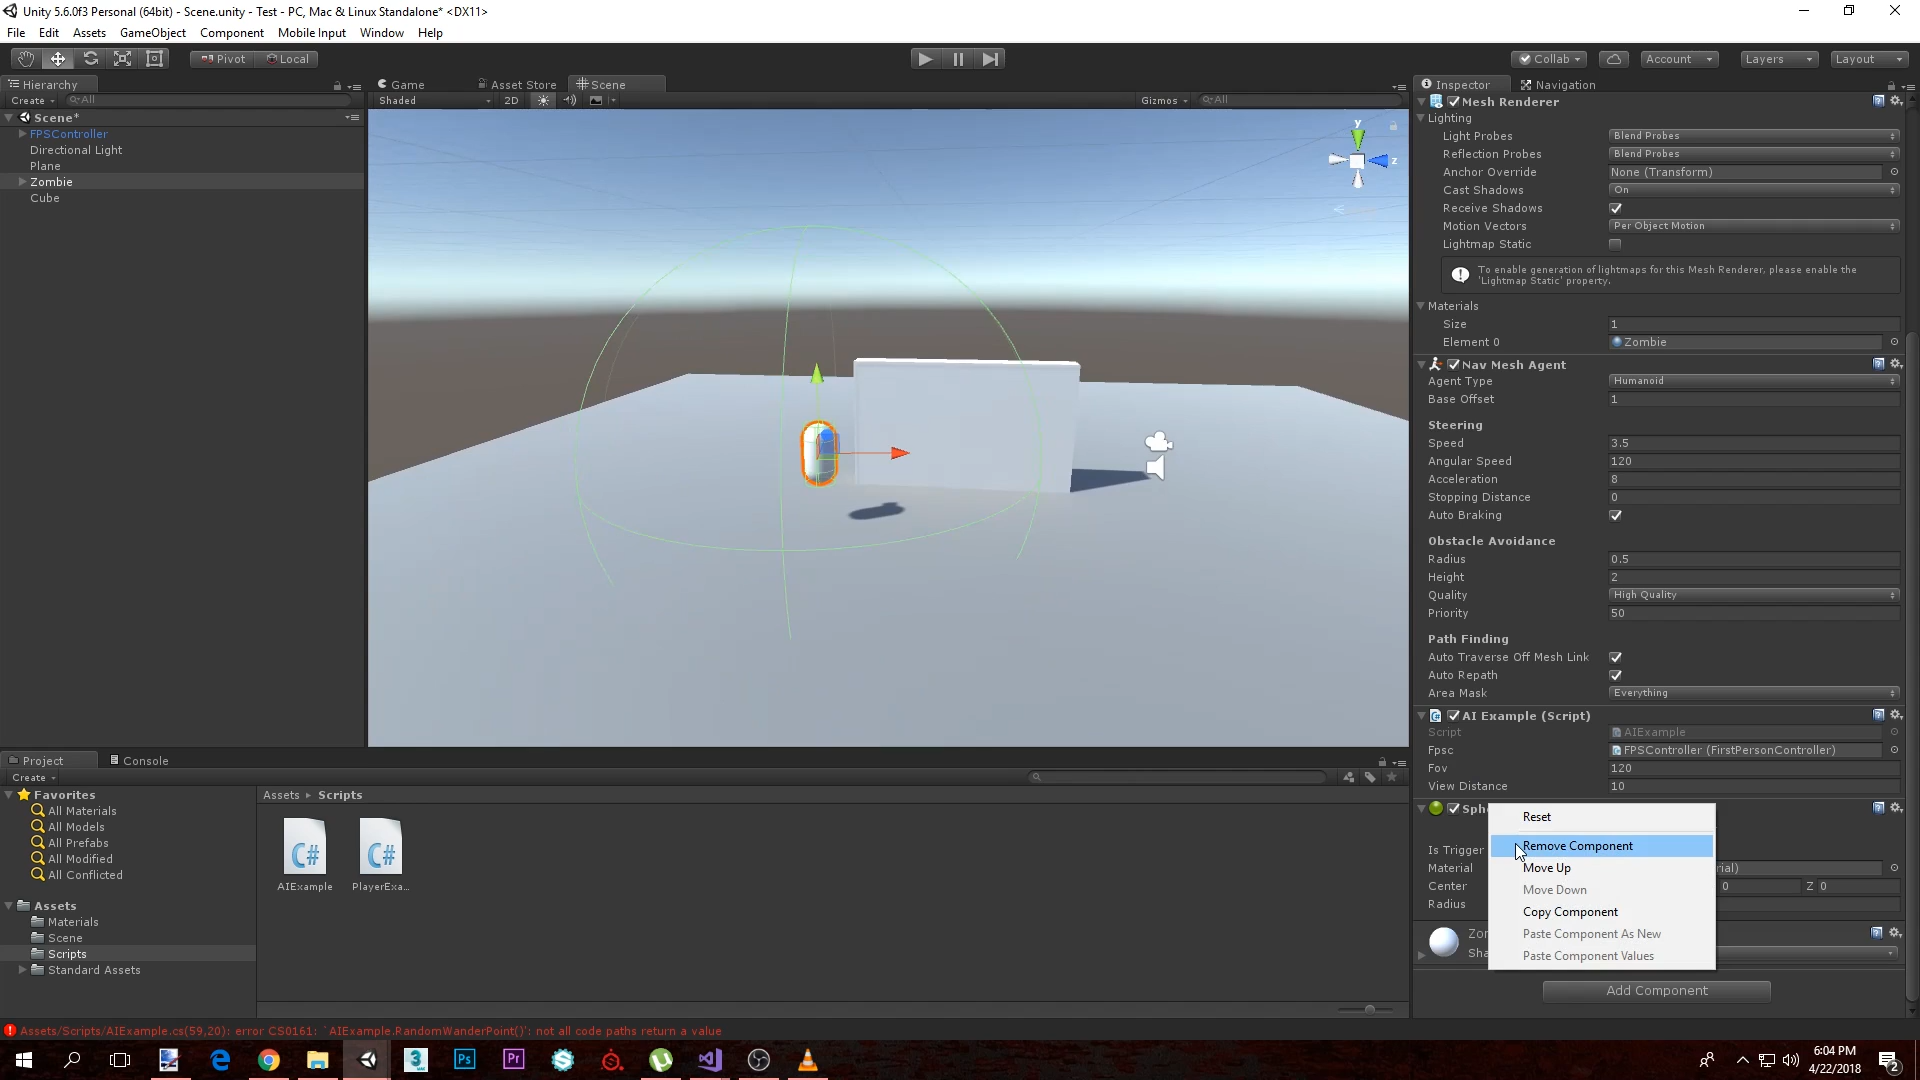 Unity 5.6.0f3 Personal (64bit) - Scene.unity - Test - PC, Mac & Linux Standalone* <DX11>
File Edit Assets GameObject Component Mobile Input Window Help
Pivot Local Collab Account Layers Layout
Hierarchy
Create All
Scene*
FPSController
Directional Light
Plane
Zombie
Cube
Game Asset Store Scene
Shaded 2D Gizmos All
y
z
Inspector Navigation
Mesh Renderer
Lighting
Light Probes Blend Probes
Reflection Probes Blend Probes
Anchor Override None (Transform)
Cast Shadows On
Receive Shadows
Motion Vectors Per Object Motion
Lightmap Static
To enable generation of lightmaps for this Mesh Renderer, please enable the
'Lightmap Static' property.
Materials
Size 1
Element 0 Zombie
Nav Mesh Agent
Agent Type Humanoid
Base Offset 1
Steering
Speed 3.5
Angular Speed 120
Acceleration 8
Stopping Distance 0
Auto Braking
Obstacle Avoidance
Radius 0.5
Height 2
Quality High Quality
Priority 50
Path Finding
Auto Traverse Off Mesh Link
Auto Repath
Area Mask Everything
AI Example (Script)
Script AIExample
Fpsc FPSController (FirstPersonController)
Fov 120
View Distance 10
Sph
Is Trigger
Material rial)
Center 0 Z 0
Radius
Zor
Sha
Reset
Remove Component
Move Up
Move Down
Copy Component
Paste Component As New
Paste Component Values
Add Component
Project Console
Create
Favorites
All Materials
All Models
All Prefabs
All Modified
All Conflicted
Assets
Materials
Scene
Scripts
Standard Assets
Assets Scripts
C# C#
AIExample PlayerExa...
Assets/Scripts/AIExample.cs(59,20): error CS0161: `AIExample.RandomWanderPoint()': not all code paths return a value
3 Ps Pr
6:04 PM
4/22/2018
2